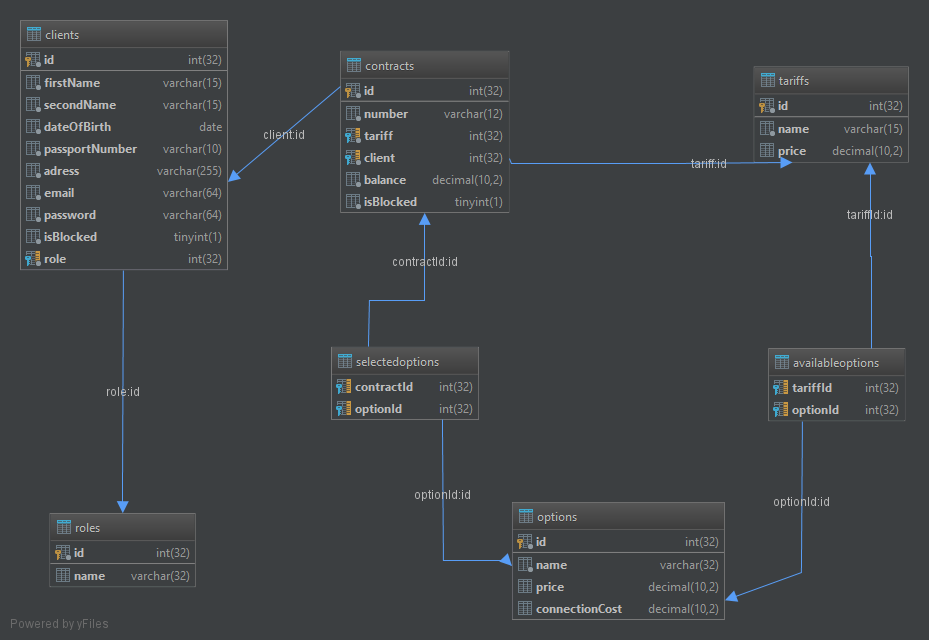 clients
id int(32)
firstName varchar(15)
secondName varchar(15)
dateOfBirth date
passportNumber varchar(10)
adress varchar(255)
email varchar(64)
password varchar(64)
isBlocked tinyint(1)
role int(32)
client:id
contracts
id int(32)
number varchar(12)
tariff int(32)
client int(32)
balance decimal(10,2)
isBlocked tinyint(1)
tariff:id
tariffs
id int(32)
name varchar(15)
price decimal(10,2)
tariffId:id
contractId:id
role:id
selectedoptions
contractId int(32)
optionId int(32)
availableoptions
tariffId int(32)
optionId int(32)
optionId:id
optionId:id
roles
id int(32)
name varchar(32)
options
id int(32)
name varchar(32)
price decimal(10,2)
connectionCost decimal(10,2)
Powered by yFiles